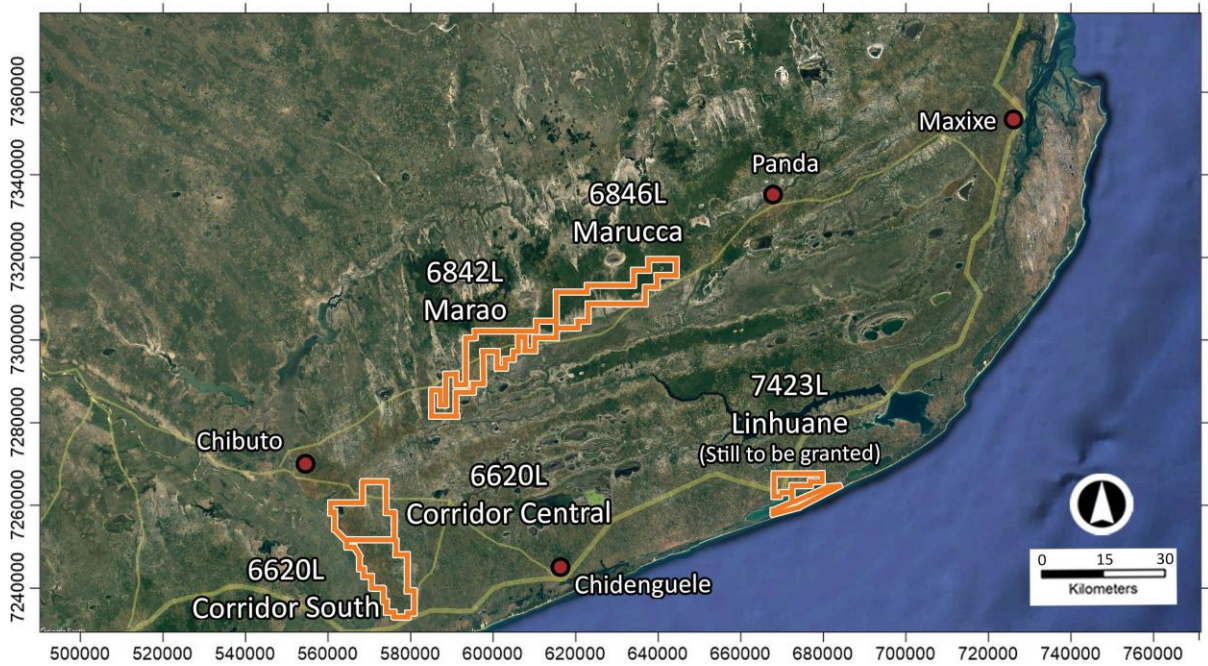 7360000
7340000
7320000
7300000
7280000
7260000
7240000
Maxixe
Panda
6846L
Marucca
6842L
Marao
7423L
Linhuane
(Still to be granted)
Chibuto
6620L
Corridor Central
6620L
Corridor South
Chidenguele
0 15 30
Kilometers
500000 520000 540000 560000 580000 600000 620000 640000 660000 680000 700000 720000 740000 760000